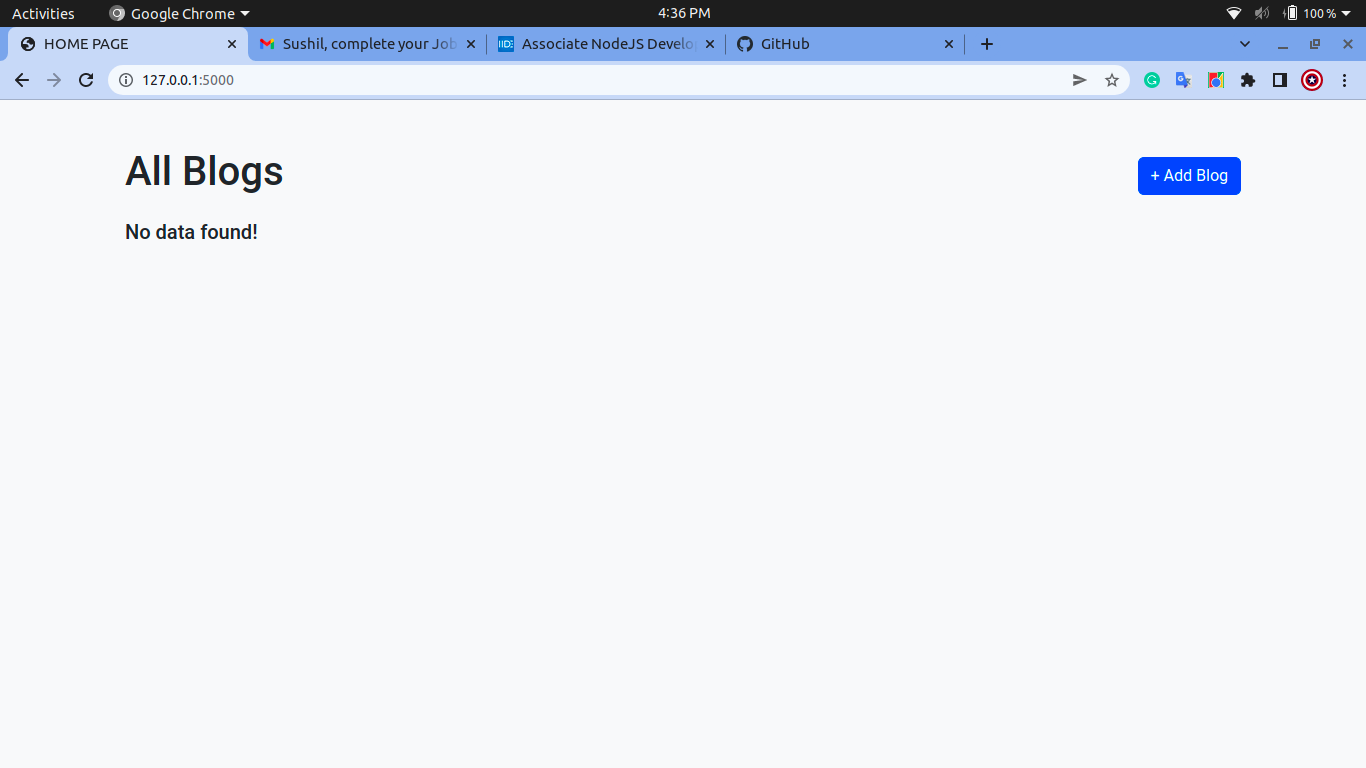 Activities Google Chrome 4:36 PM 100 %
HOME PAGE Sushil, complete your Job Associate NodeJS Develo GitHub
127.0.0.1:5000
All Blogs
+ Add Blog
No data found!